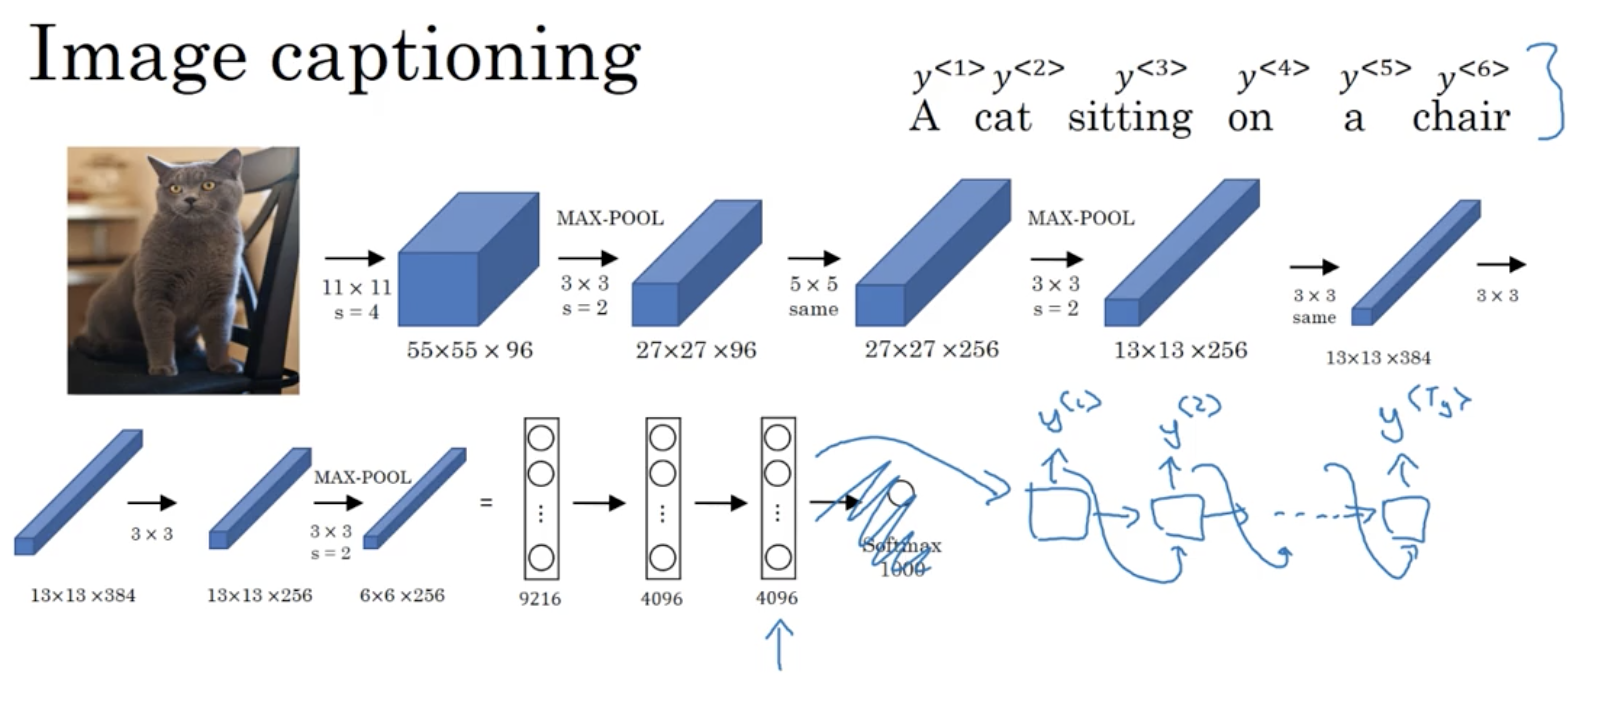 Image captioning
y<1> y<2> y<3> y<4> y<5> y<6>
A cat sitting on a chair
MAX-POOL
MAX-POOL
11 × 11
s = 4
3 × 3
s = 2
5 × 5
same
3 × 3
s = 2
3 × 3
same
3 × 3
55×55 × 96
27×27 ×96
27×27 ×256
13×13 ×256
13×13 ×384
y<1> y<2> y<Ty>
MAX-POOL
=
3 × 3
3 × 3
s = 2
Softmax
1000
13×13 ×384
13×13 ×256
6×6 ×256
9216
4096
4096